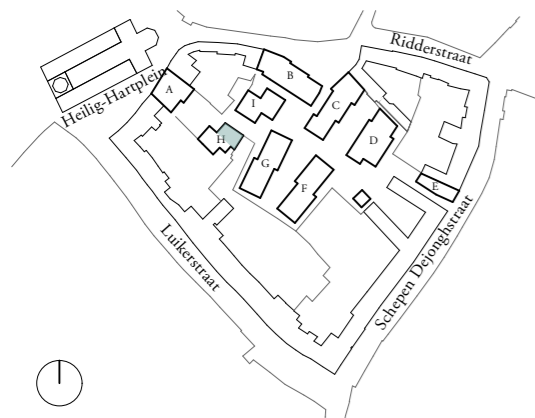 Ridderstraat
Heilig-Hartplein
A
B
I
C
H
D
G
F
E
Luikerstraat
Schepen Dejonghstraat